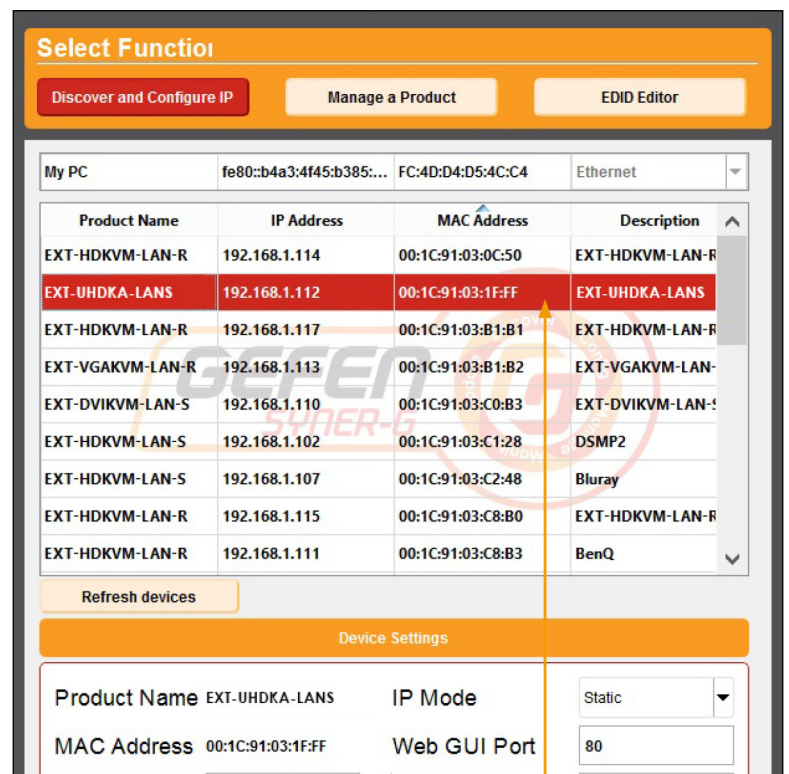 Select Function
Discover and Configure IP Manage a Product EDID Editor
My PC fe80::b4a3:4f45:b385:... FC:4D:D4:D5:4C:C4 Ethernet
Product Name IP Address MAC Address Description
EXT-HDKVM-LAN-R 192.168.1.114 00:1C:91:03:0C:50 EXT-HDKVM-LAN-R
EXT-UHDKA-LANS 192.168.1.112 00:1C:91:03:1F:FF EXT-UHDKA-LANS
EXT-HDKVM-LAN-R 192.168.1.117 00:1C:91:03:B1:B1 EXT-HDKVM-LAN-R
EXT-VGAKVM-LAN-R 192.168.1.113 00:1C:91:03:B1:B2 EXT-VGAKVM-LAN-
EXT-DVIKVM-LAN-S 192.168.1.110 00:1C:91:03:C0:B3 EXT-DVIKVM-LAN-S
EXT-HDKVM-LAN-S 192.168.1.102 00:1C:91:03:C1:28 DSMP2
EXT-HDKVM-LAN-S 192.168.1.107 00:1C:91:03:C2:48 Bluray
EXT-HDKVM-LAN-R 192.168.1.115 00:1C:91:03:C8:B0 EXT-HDKVM-LAN-R
EXT-HDKVM-LAN-R 192.168.1.111 00:1C:91:03:C8:B3 BenQ
GEFEN
SYNER-G
Refresh devices
Device Settings
Product Name EXT-UHDKA-LANS IP Mode Static
MAC Address 00:1C:91:03:1F:FF Web GUI Port 80